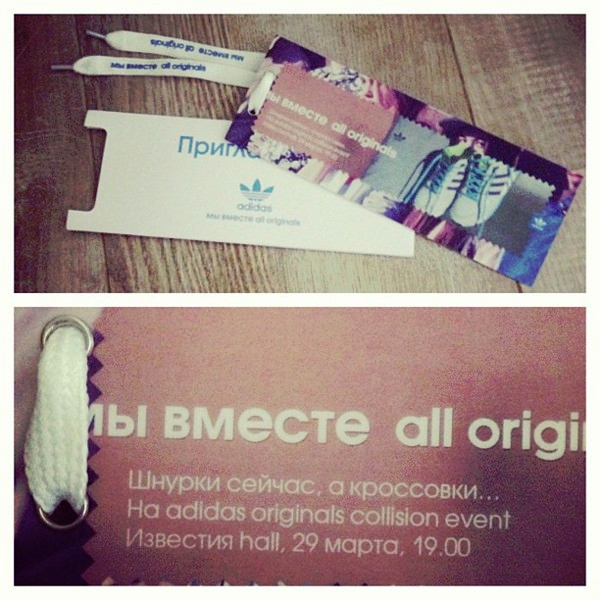 мы вместе all originals
мы вместе all originals
мы вместе all originals
adidas
мы вместе all originals
мы вместе all origi
Шнурки сейчас, а кроссовки...
На adidas originals collision event
Известия hall, 29 марта, 19.00